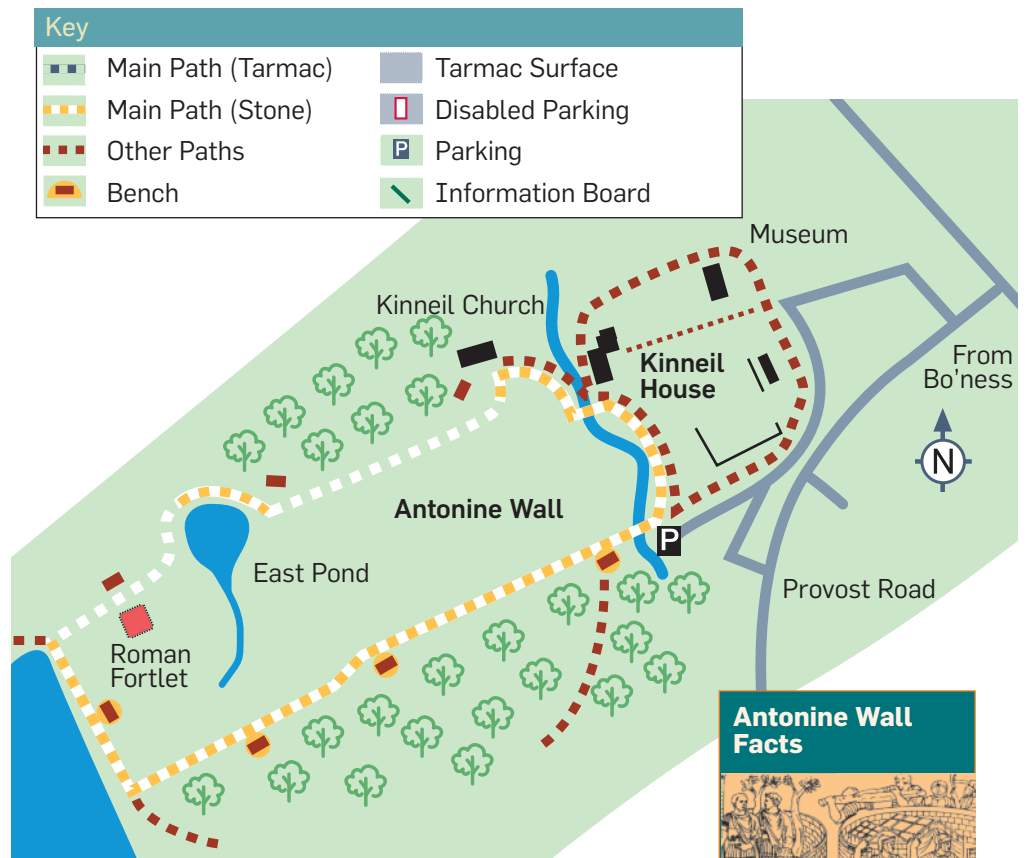 Key
Main Path (Tarmac)
Main Path (Stone)
Other Paths
Bench
Tarmac Surface
Disabled Parking
P Parking
Information Board
Museum
Kinneil Church
Kinneil
House
From
Bo'ness
N
Antonine Wall
P
East Pond
Provost Road
Roman
Fortlet
Antonine Wall
Facts